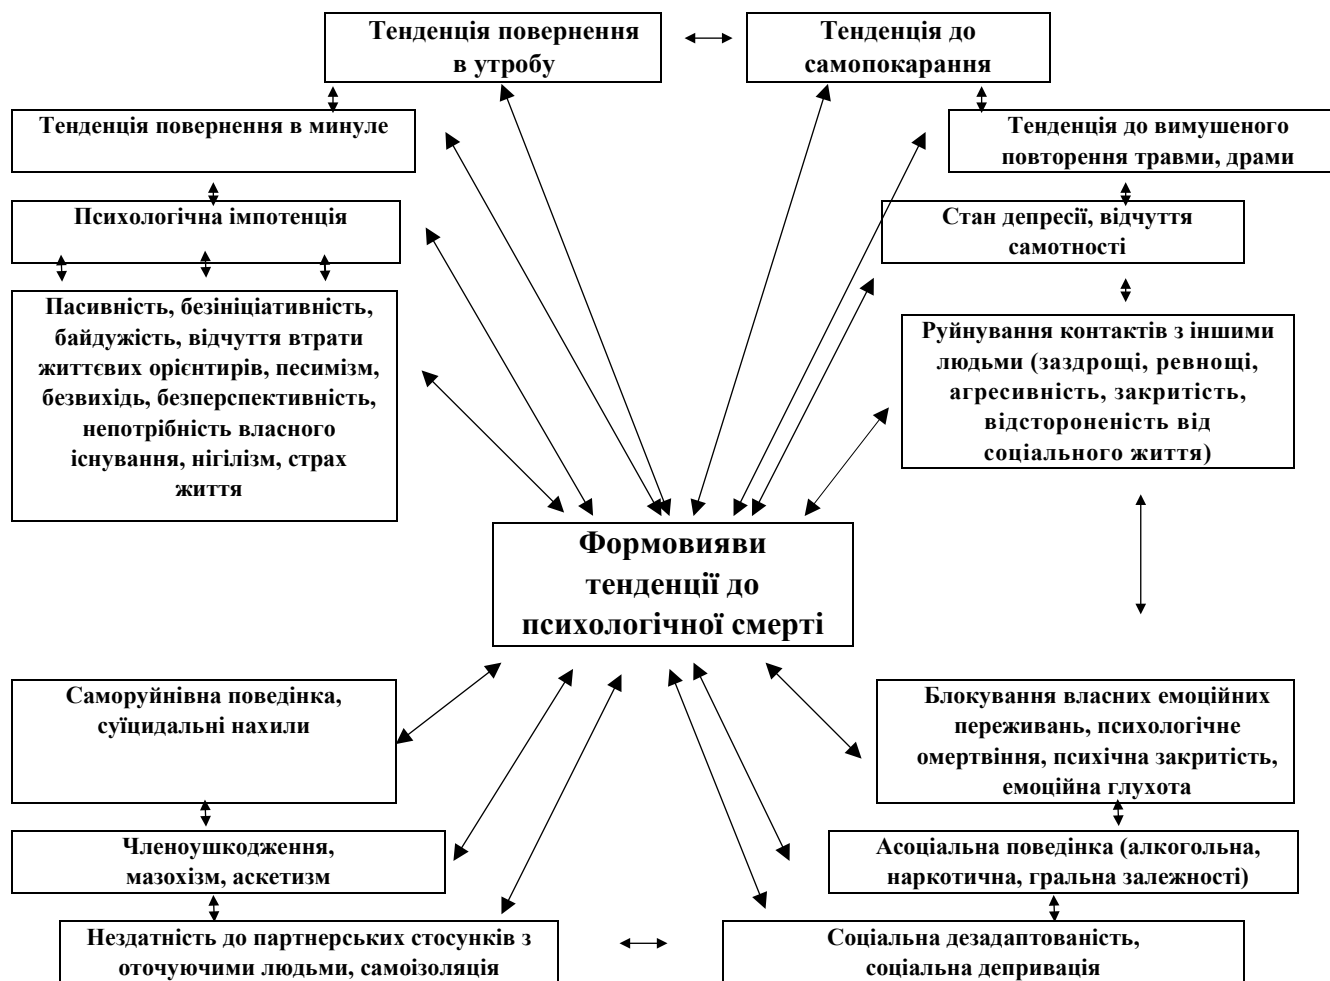 Тенденція повернення
в утробу
Тенденція до
самопокарання
Тенденція повернення в минуле
Тенденція до вимушеного
повторення травми, драми
Психологічна імпотенція
Стан депресії, відчуття
самотності
Пасивність, безініціативність,
байдужість, відчуття втрати
життєвих орієнтирів, песимізм,
безвихідь, безперспективність,
непотрібність власного
існування, нігілізм, страх
життя
Руйнування контактів з іншими
людьми (заздрощі, ревнощі,
агресивність, закритість,
відстороненість від
соціального життя)
Формовияви
тенденції до
психологічної смерті
Саморуйнівна поведінка,
суїцидальні нахили
Блокування власних емоційних
переживань, психологічне
омертвіння, психічна закритість,
емоційна глухота
Членоушкодження,
мазохізм, аскетизм
Асоціальна поведінка (алкогольна,
наркотична, гральна залежності)
Нездатність до партнерських стосунків з
оточуючими людьми, самоізоляція
Соціальна дезадаптованість,
соціальна депривація